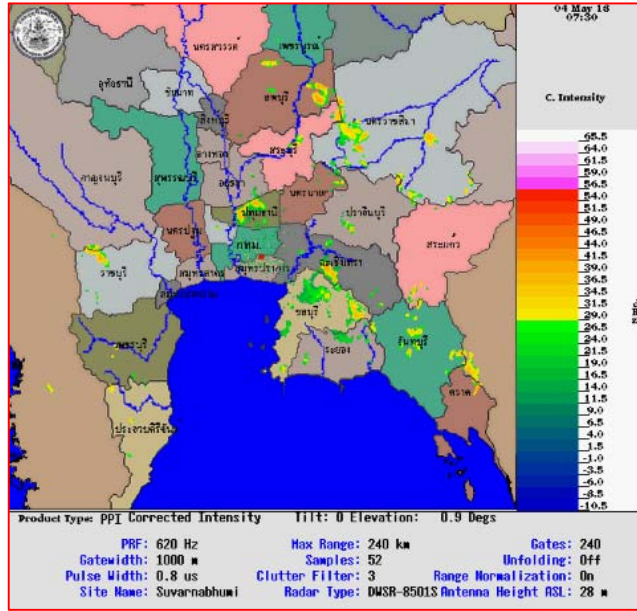 04 May 18
07:30
C. Intensity
นครสวรรค์
เพชรบูรณ์
อุทัยธานี
ชัยนาท
ลพบุรี
สิงห์บุรี
นครราชสีมา
อ่างทอง
สระบุรี
กาญจนบุรี
สุพรรณบุรี
อยุธยา
นครนายก
ปราจีนบุรี
ปทุมธานี
นครปฐม
กทม.
สระแก้ว
ราชบุรี
สมุทรสาคร
สมุทรปราการ
ฉะเชิงเทรา
ชลบุรี
เพชรบุรี
ระยอง
จันทบุรี
ตราด
ประจวบคีรีขันธ์
65.5
64.0
61.5
59.0
56.5
54.0
51.5
49.0
46.5
44.0
41.5
39.0
36.5
34.0
31.5
29.0
26.5
24.0
21.5
19.0
16.5
14.0
11.5
9.0
6.5
4.0
1.5
-1.0
-3.5
-6.0
-8.5
-10.5
Product Type: PPI Corrected Intensity Tilt: 0 Elevation: 0.9 Degs
PRF: 620 Hz Max Range: 240 km Gates: 240
Gatewidth: 1000 m Samples: 52 Unfolding: Off
Pulse Width: 0.8 us Clutter Filter: 3 Range Normalization: On
Site Name: Suvarnabhumi Radar Type: DWSR-8501S Antenna Height ASL: 28 m